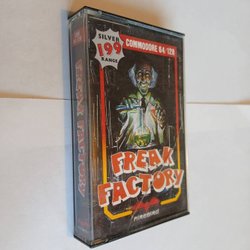 SILVER
199
RANGE
COMMODORE 64/128
FREAK
FACTORY
FIREBIRD
FREAK FACTORY